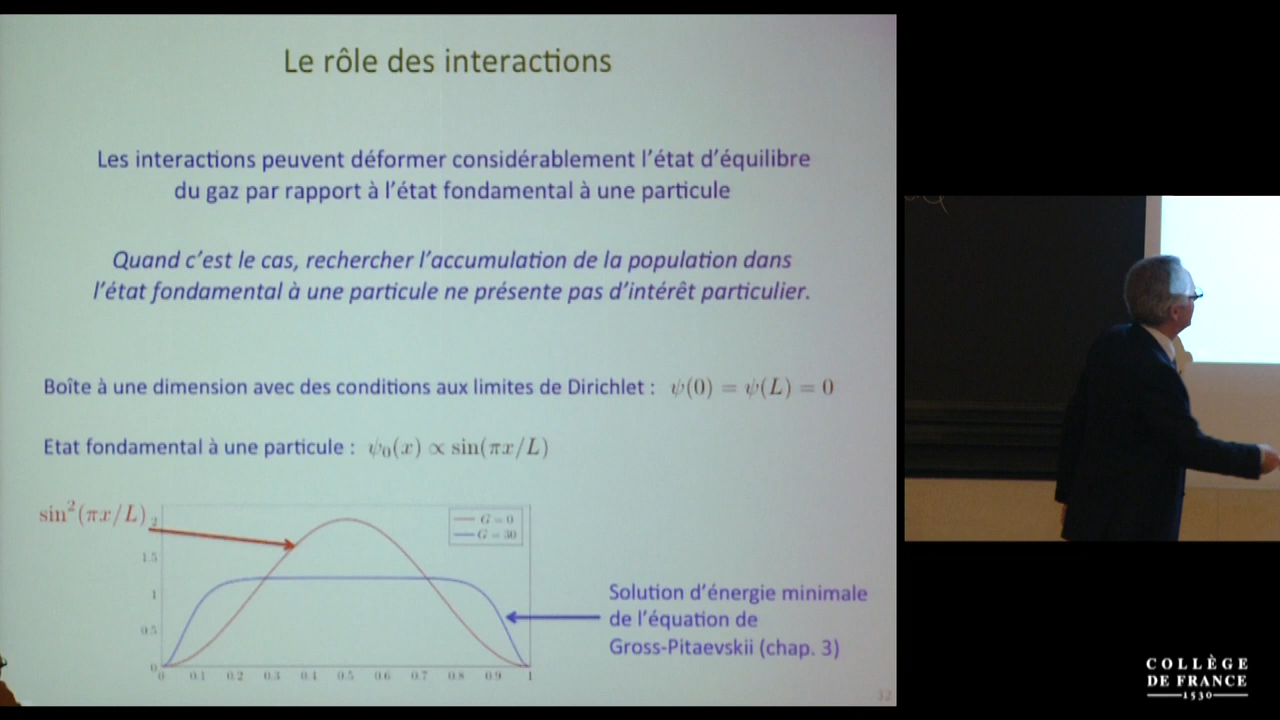 Le rôle des interactions
Les interactions peuvent déformer considérablement l'état d'équilibre
du gaz par rapport à l'état fondamental à une particule
Quand c'est le cas, rechercher l'accumulation de la population dans
l'état fondamental à une particule ne présente pas d'intérêt particulier.
Boîte à une dimension avec des conditions aux limites de Dirichlet : ψ(0) = ψ(L) = 0
Etat fondamental à une particule : ψ₀(x) ∝ sin(πx/L)
sin²(πx/L)
2
1.5
1
0.5
0
0 0.1 0.2 0.3 0.4 0.5 0.6 0.7 0.8 0.9 1
G = 0
G = 30
Solution d'énergie minimale
de l'équation de
Gross-Pitaevskii (chap. 3)
32
COLLÈGE
DE FRANCE
1530